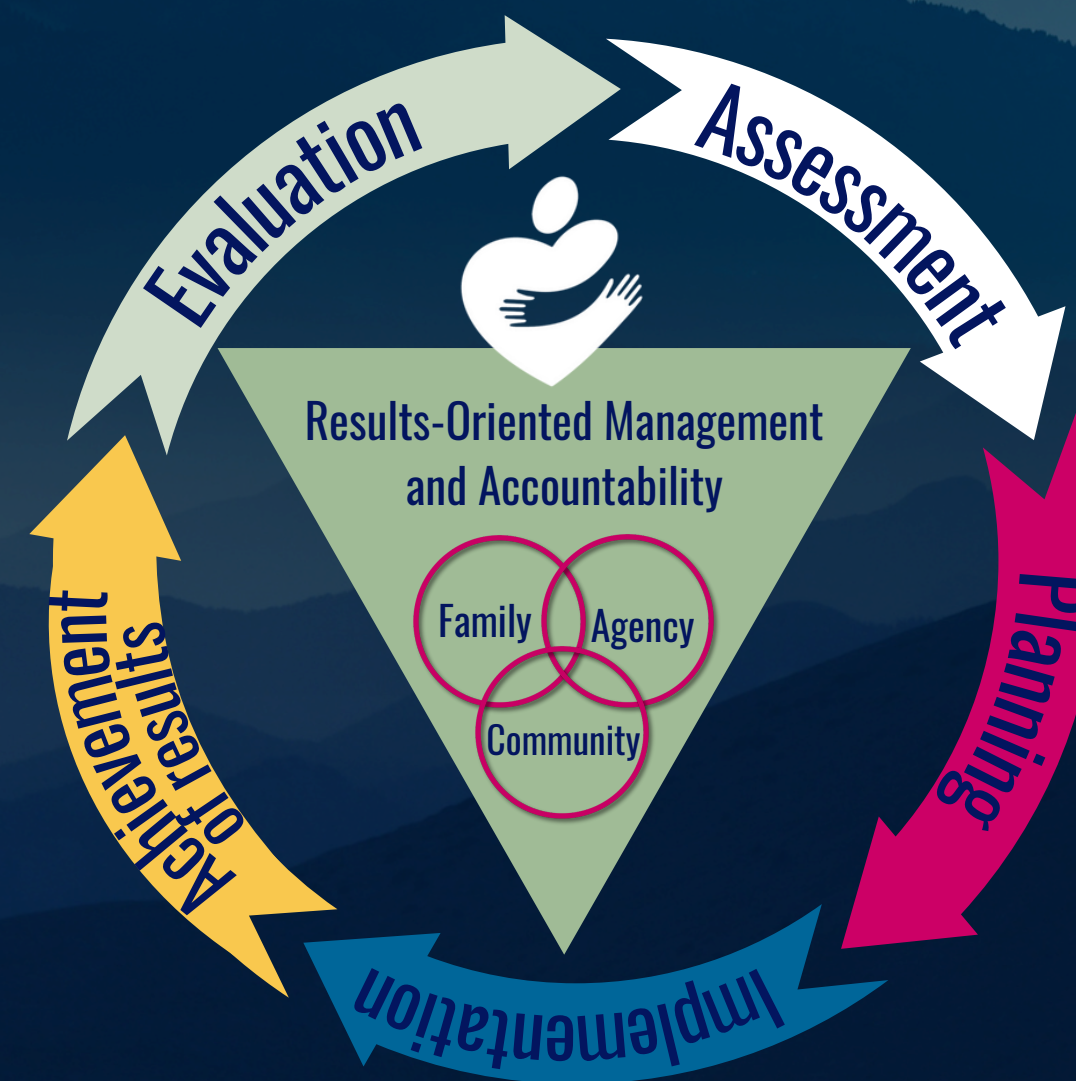 Evaluation
Assessment
Planning
Implementation
Achievement
of results
Results-Oriented Management
and Accountability
Family
Agency
Community